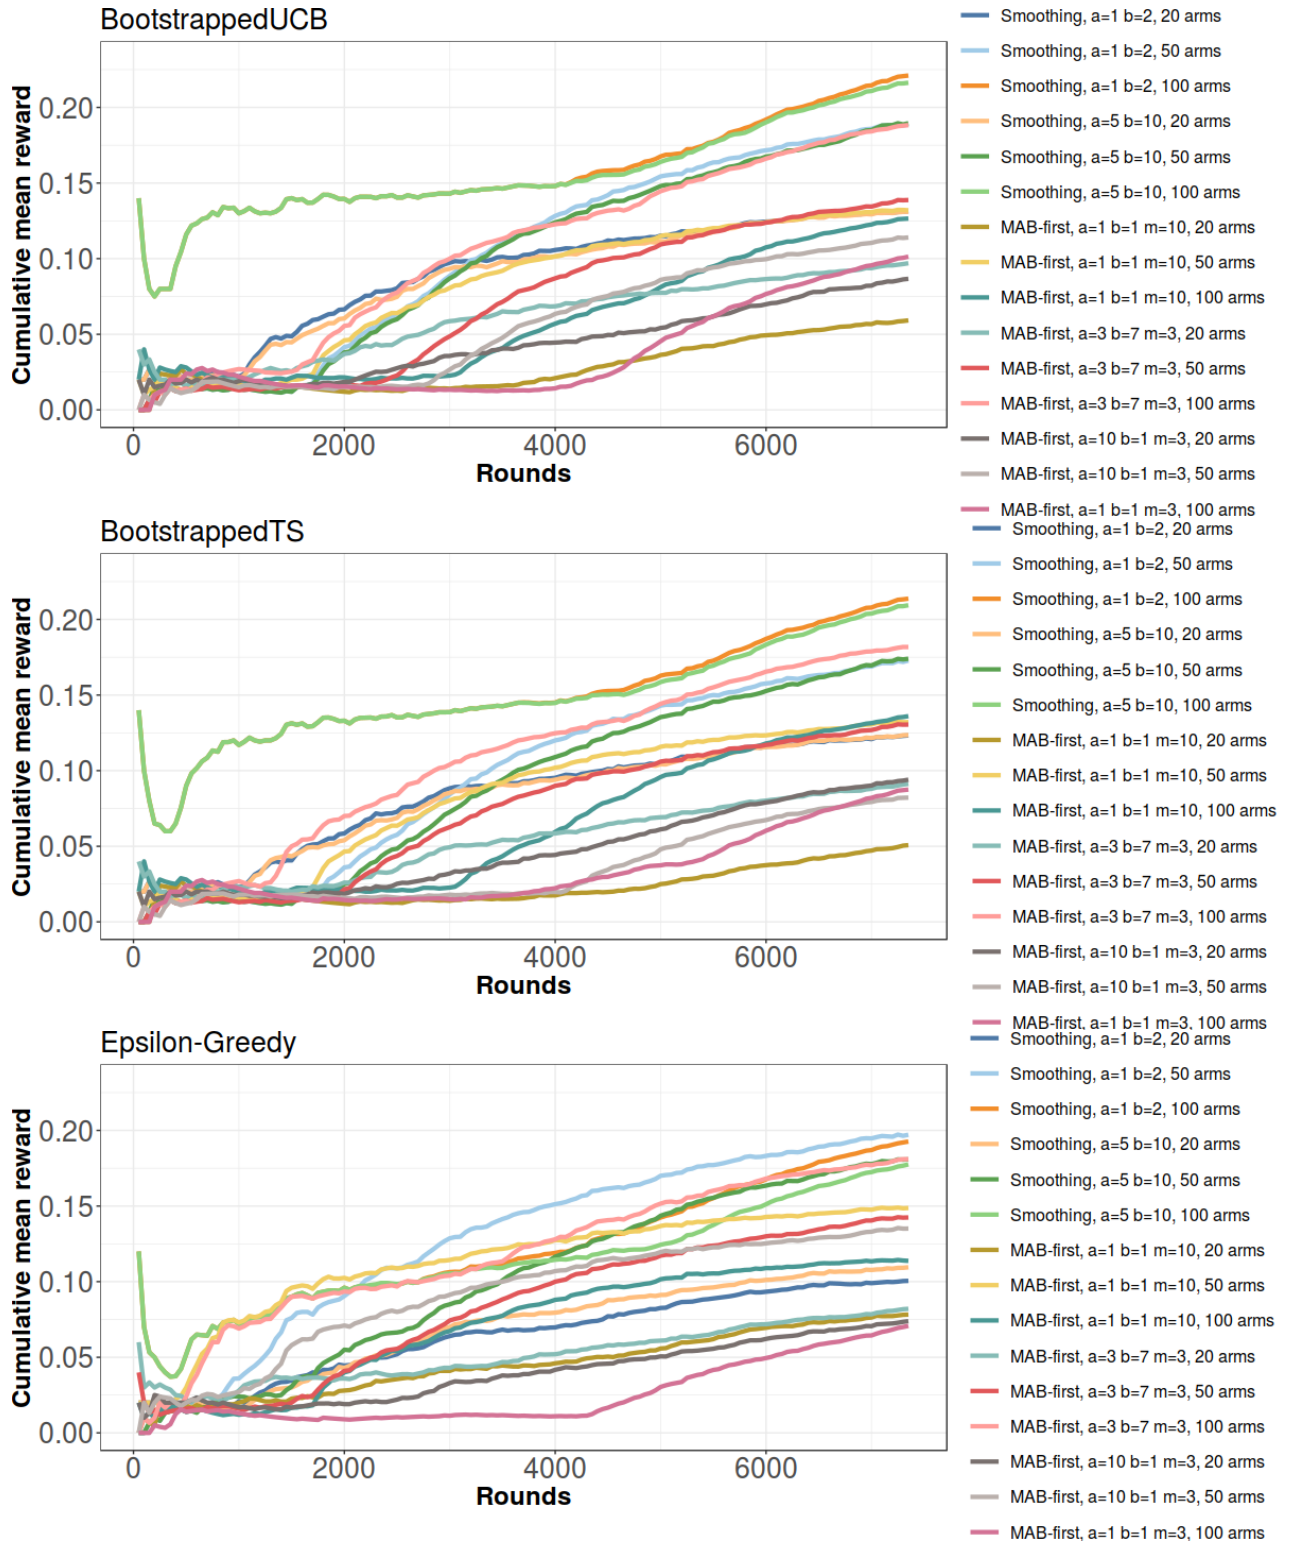 BootstrappedUCB
Cumulative mean reward
0.20
0.15
0.10
0.05
0.00
0 2000 4000 6000
Rounds
Smoothing, a=1 b=2, 20 arms
Smoothing, a=1 b=2, 50 arms
Smoothing, a=1 b=2, 100 arms
Smoothing, a=5 b=10, 20 arms
Smoothing, a=5 b=10, 50 arms
Smoothing, a=5 b=10, 100 arms
MAB-first, a=1 b=1 m=10, 20 arms
MAB-first, a=1 b=1 m=10, 50 arms
MAB-first, a=1 b=1 m=10, 100 arms
MAB-first, a=3 b=7 m=3, 20 arms
MAB-first, a=3 b=7 m=3, 50 arms
MAB-first, a=3 b=7 m=3, 100 arms
MAB-first, a=10 b=1 m=3, 20 arms
MAB-first, a=10 b=1 m=3, 50 arms
MAB-first, a=1 b=1 m=3, 100 arms
BootstrappedTS
Cumulative mean reward
0.20
0.15
0.10
0.05
0.00
0 2000 4000 6000
Rounds
Smoothing, a=1 b=2, 20 arms
Smoothing, a=1 b=2, 50 arms
Smoothing, a=1 b=2, 100 arms
Smoothing, a=5 b=10, 20 arms
Smoothing, a=5 b=10, 50 arms
Smoothing, a=5 b=10, 100 arms
MAB-first, a=1 b=1 m=10, 20 arms
MAB-first, a=1 b=1 m=10, 50 arms
MAB-first, a=1 b=1 m=10, 100 arms
MAB-first, a=3 b=7 m=3, 20 arms
MAB-first, a=3 b=7 m=3, 50 arms
MAB-first, a=3 b=7 m=3, 100 arms
MAB-first, a=10 b=1 m=3, 20 arms
MAB-first, a=10 b=1 m=3, 50 arms
MAB-first, a=1 b=1 m=3, 100 arms
Epsilon-Greedy
Cumulative mean reward
0.20
0.15
0.10
0.05
0.00
0 2000 4000 6000
Rounds
Smoothing, a=1 b=2, 20 arms
Smoothing, a=1 b=2, 50 arms
Smoothing, a=1 b=2, 100 arms
Smoothing, a=5 b=10, 20 arms
Smoothing, a=5 b=10, 50 arms
Smoothing, a=5 b=10, 100 arms
MAB-first, a=1 b=1 m=10, 20 arms
MAB-first, a=1 b=1 m=10, 50 arms
MAB-first, a=1 b=1 m=10, 100 arms
MAB-first, a=3 b=7 m=3, 20 arms
MAB-first, a=3 b=7 m=3, 50 arms
MAB-first, a=3 b=7 m=3, 100 arms
MAB-first, a=10 b=1 m=3, 20 arms
MAB-first, a=10 b=1 m=3, 50 arms
MAB-first, a=1 b=1 m=3, 100 arms